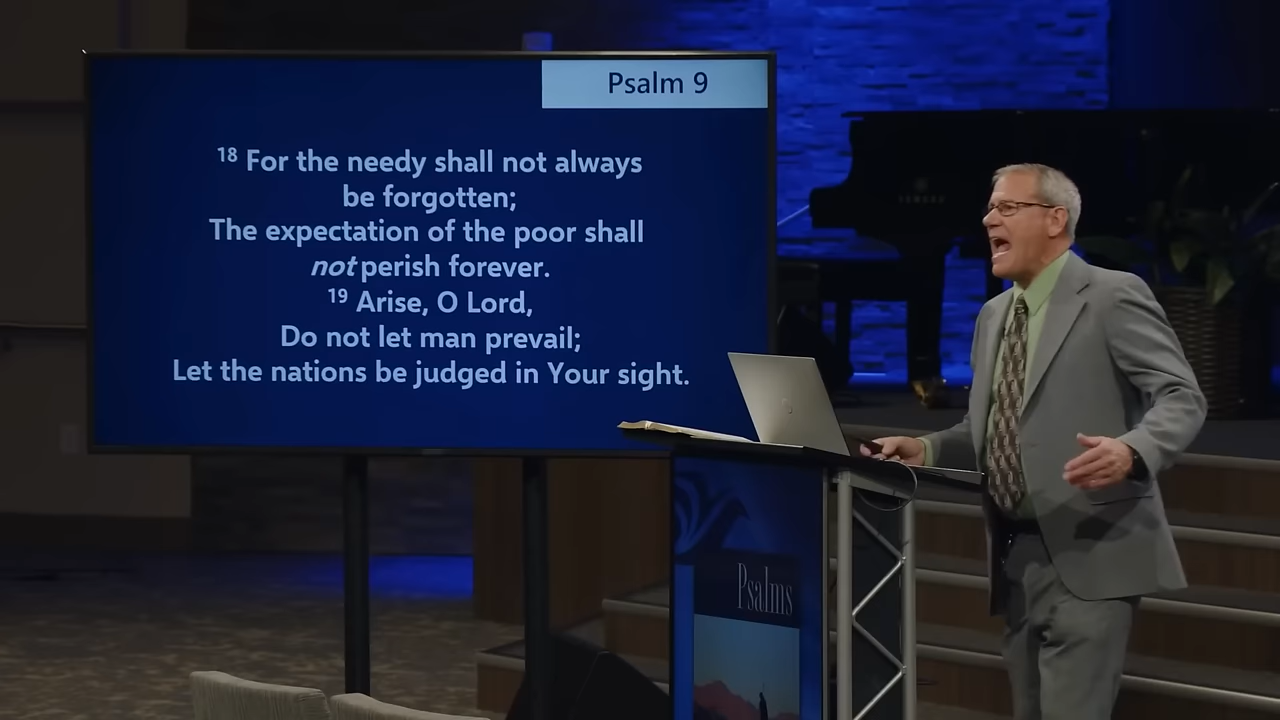 Psalm 9
18 For the needy shall not always
be forgotten;
The expectation of the poor shall
not perish forever.
19 Arise, O Lord,
Do not let man prevail;
Let the nations be judged in Your sight.
Psalms